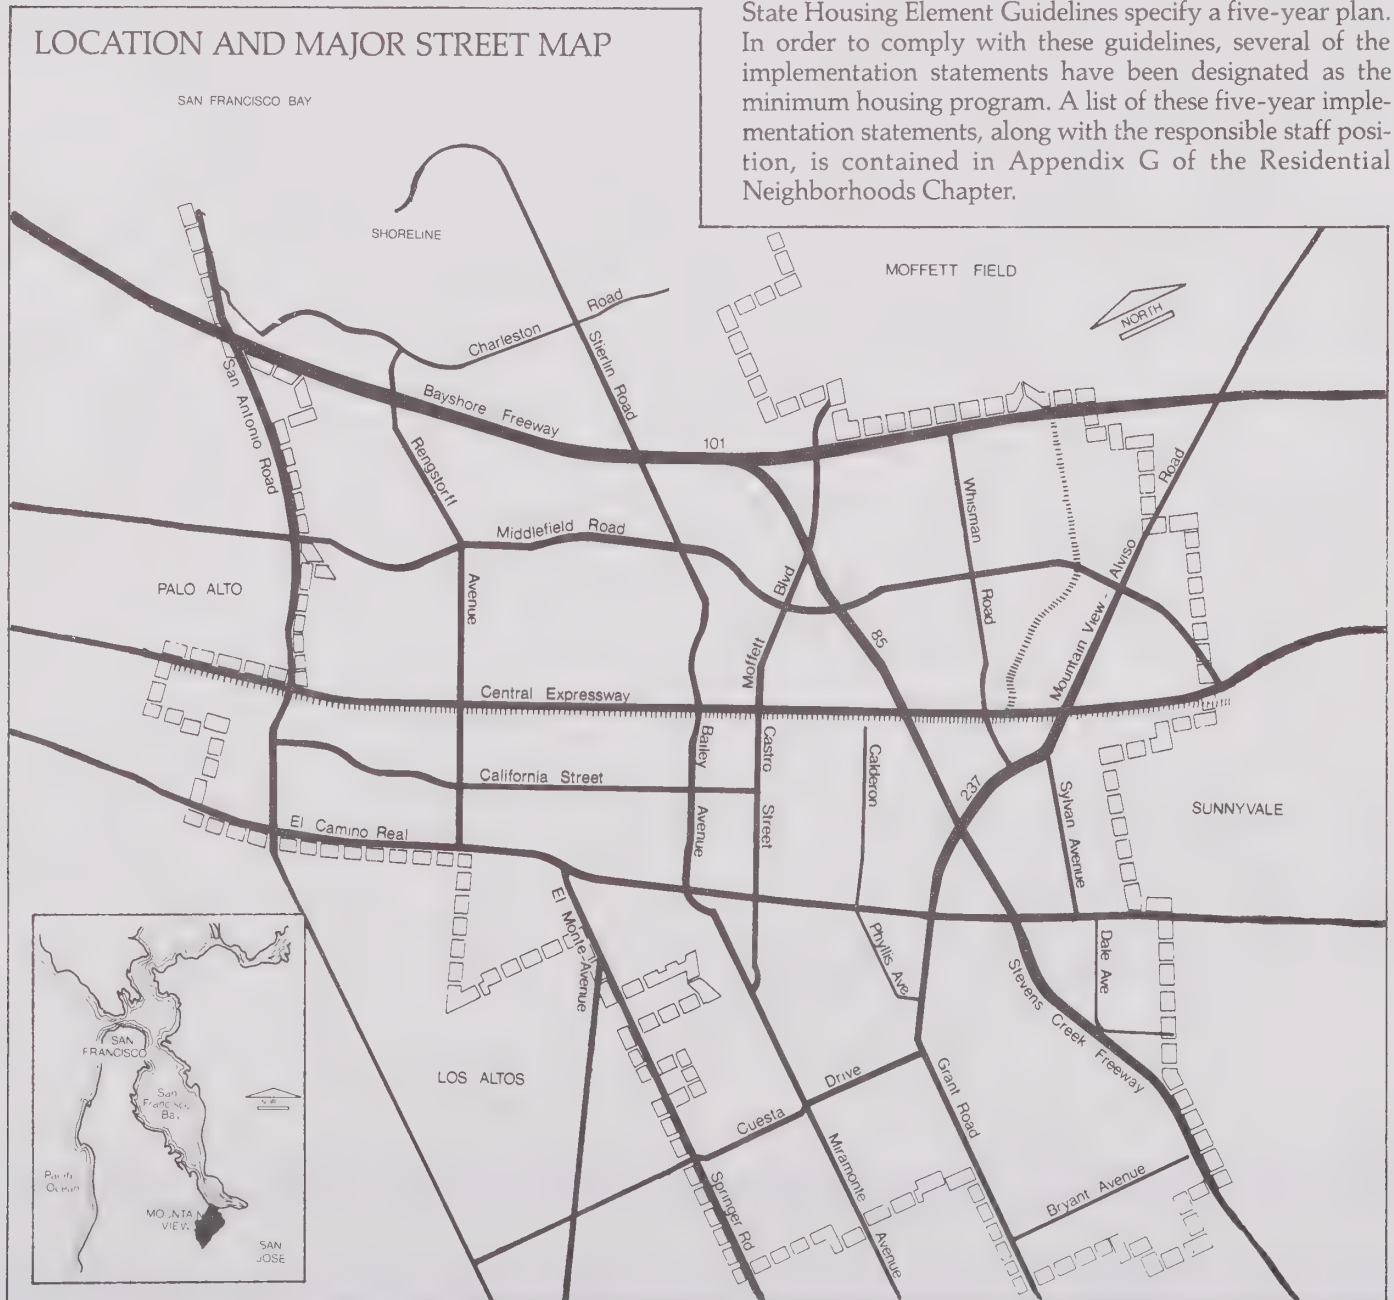 LOCATION AND MAJOR STREET MAP
State Housing Element Guidelines specify a five-year plan.
In order to comply with these guidelines, several of the
implementation statements have been designated as the
minimum housing program. A list of these five-year imple-
mentation statements, along with the responsible staff posi-
tion, is contained in Appendix G of the Residential
Neighborhoods Chapter.
SAN FRANCISCO BAY
SHORELINE
MOFFETT FIELD
NORTH
Charleston Road
Stierlin Road
San Antonio Road
Bayshore Freeway
101
Rengstorff
Avenue
Middlefield Road
Whisman
Road
Mountain View - Alviso Road
PALO ALTO
Moffett Blvd
85
Central Expressway
Bailey
Avenue
Castro
Street
Calderon
California Street
237
Sylvan Avenue
SUNNYVALE
El Camino Real
El Monte Avenue
Phyllis Ave
Dale Ave
Stevens Creek Freeway
LOS ALTOS
Cuesta Drive
Grant Road
Springer Rd
Miramonte
Avenue
Bryant Avenue
SAN
FRANCISCO
San
Francisco
Bay
Ocean
MOUNTAIN
VIEW
SAN
JOSE